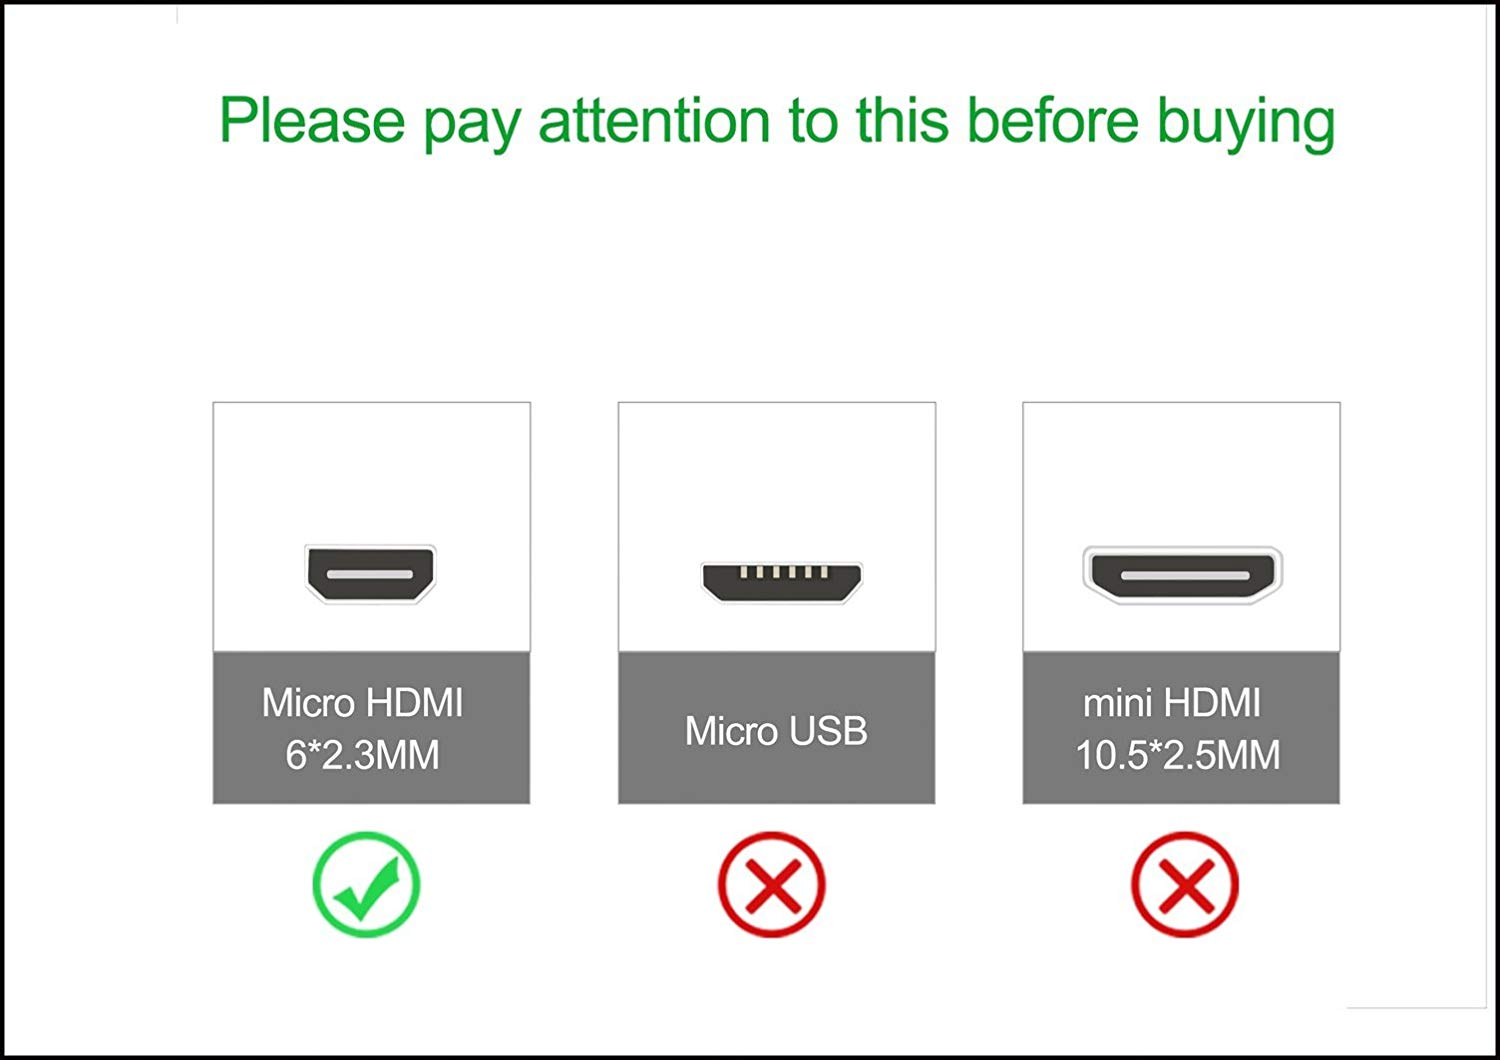 Please pay attention to this before buying
Micro HDMI
6*2.3MM
Micro USB
mini HDMI
10.5*2.5MM